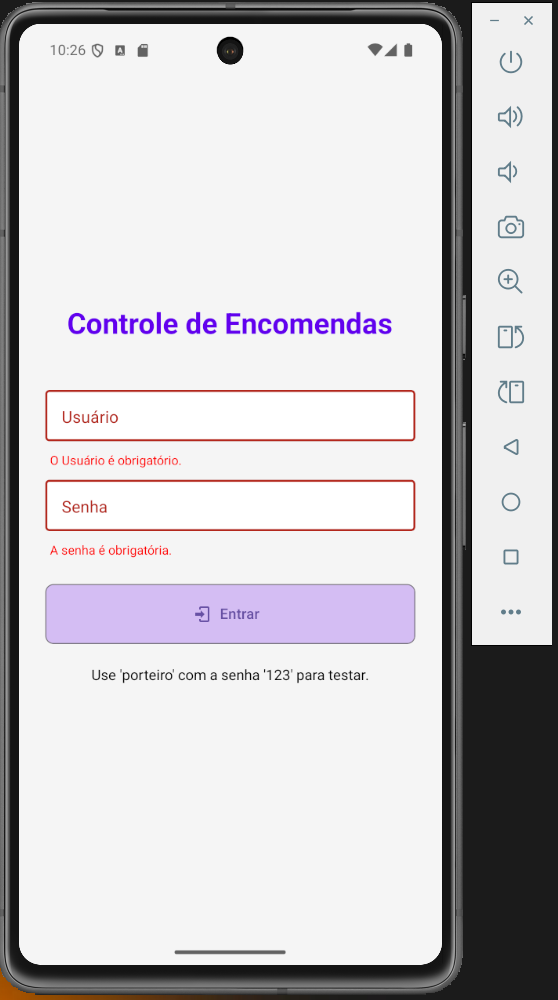 10:26
Controle de Encomendas
Usuário
O Usuário é obrigatório.
Senha
A senha é obrigatória.
Entrar
Use 'porteiro' com a senha '123' para testar.